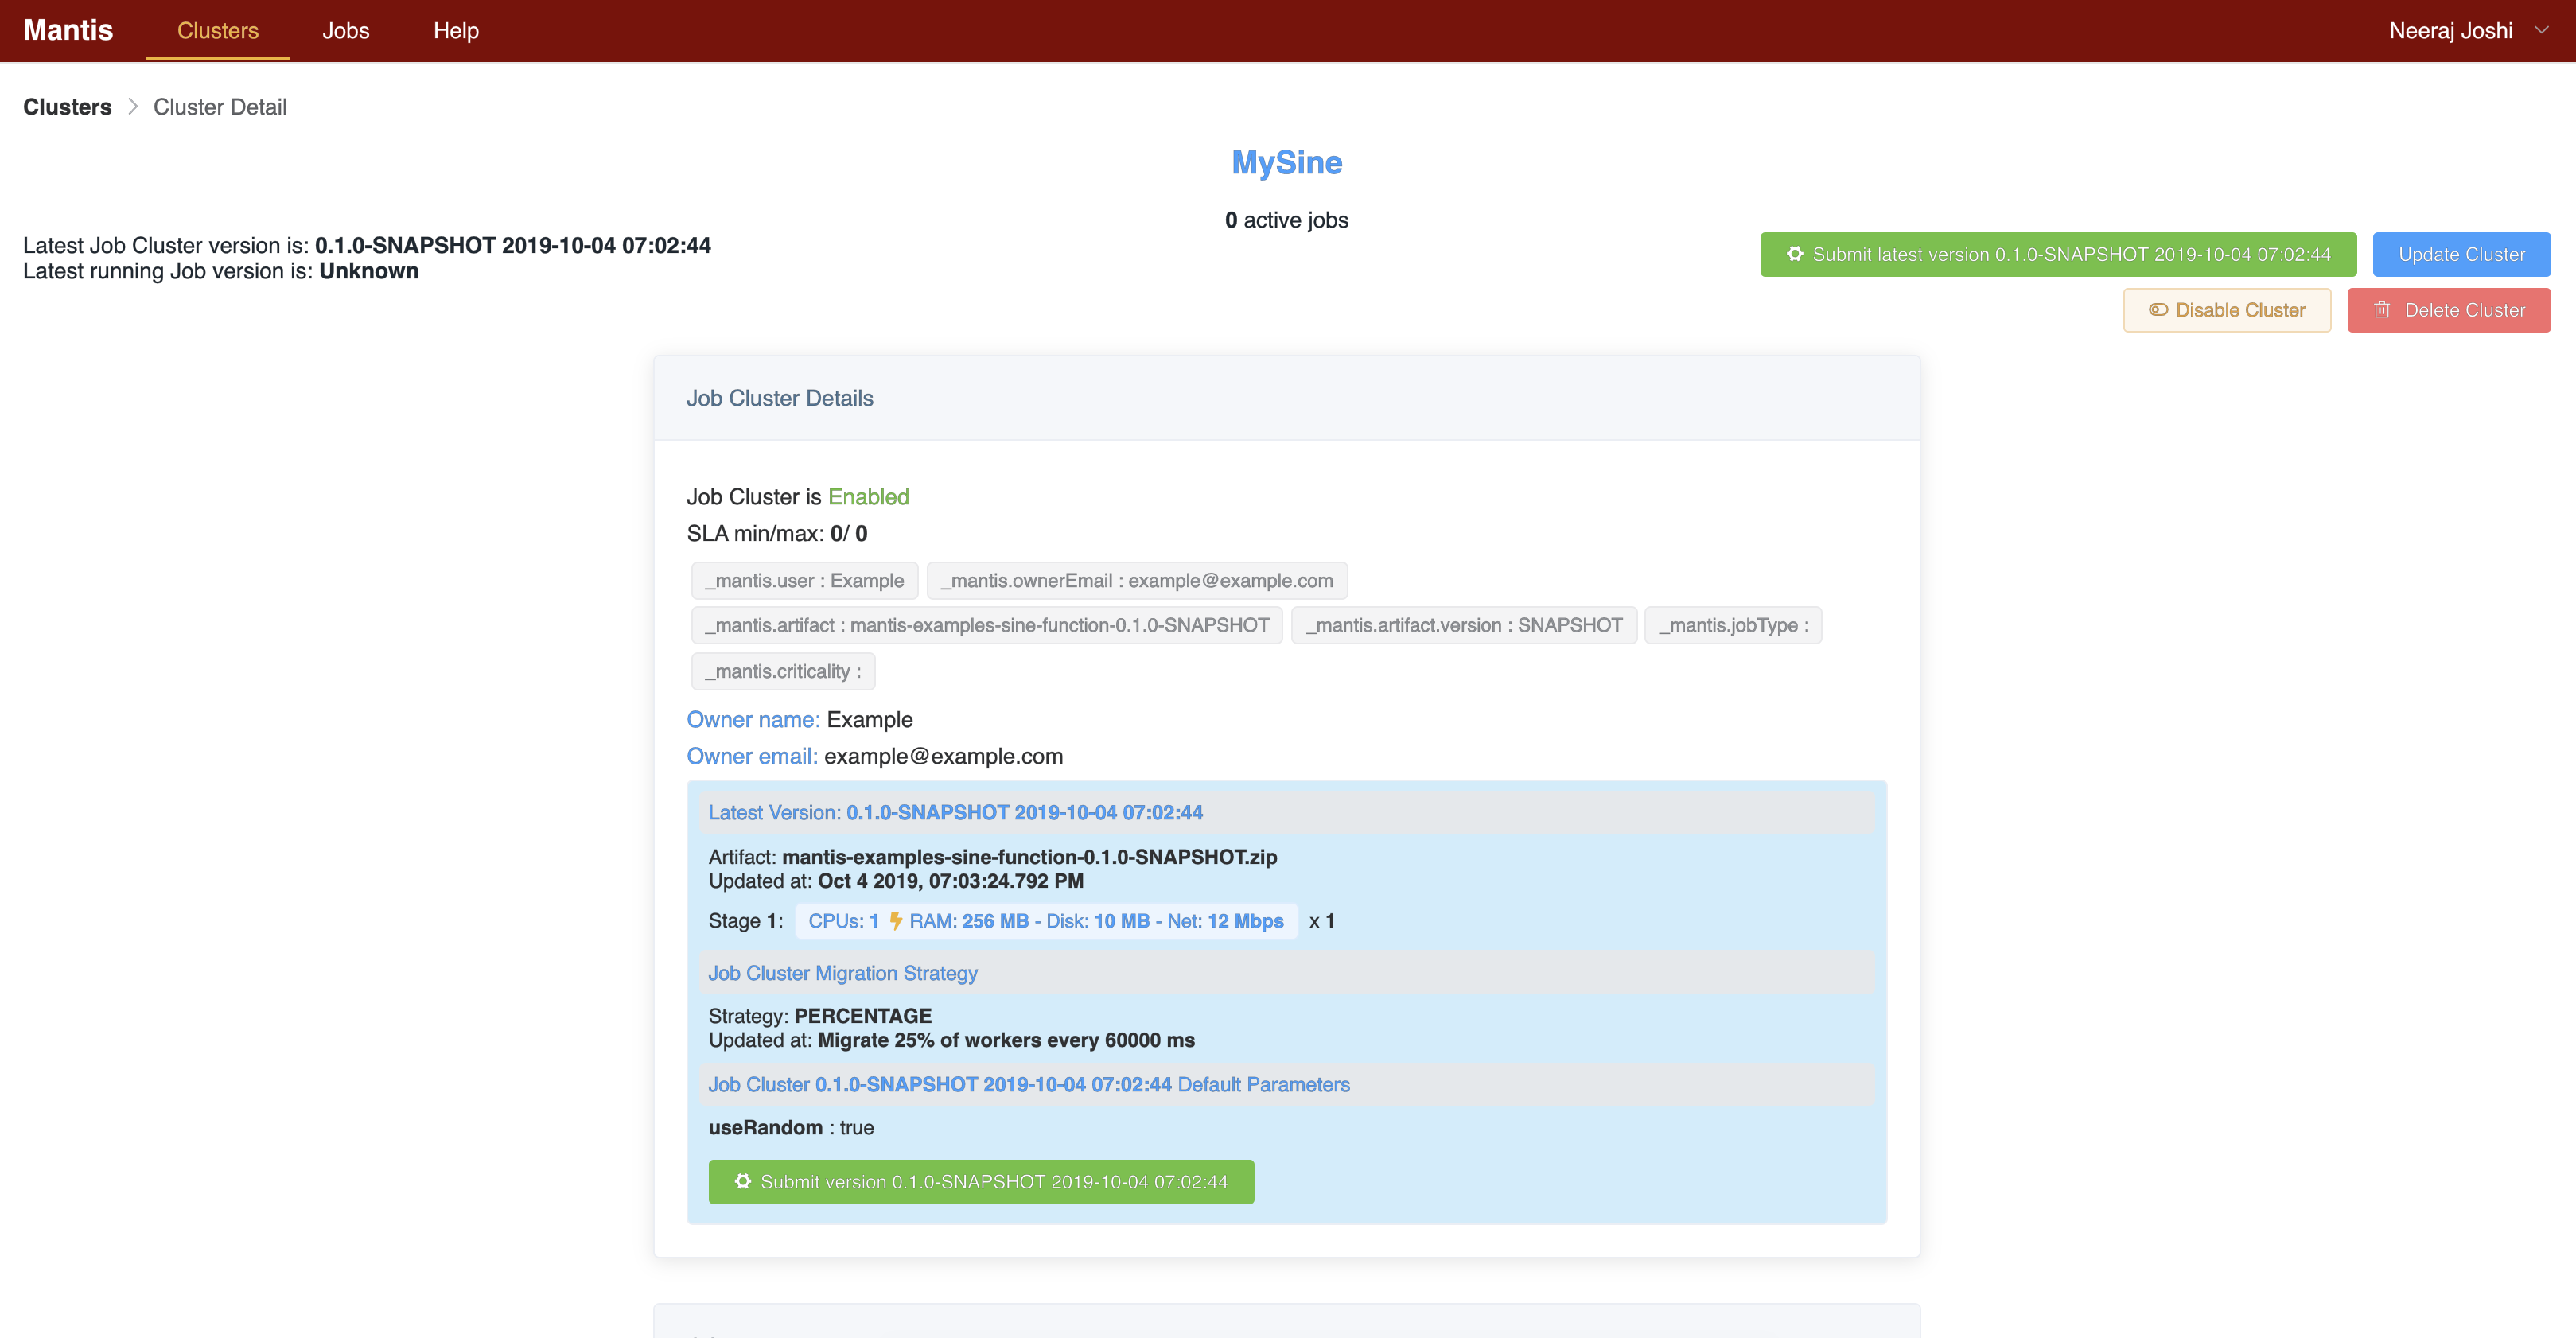 Mantis Clusters Jobs Help Neeraj Joshi
Clusters > Cluster Detail
MySine
0 active jobs
Latest Job Cluster version is: 0.1.0-SNAPSHOT 2019-10-04 07:02:44
Latest running Job version is: Unknown
Submit latest version 0.1.0-SNAPSHOT 2019-10-04 07:02:44 Update Cluster
Disable Cluster Delete Cluster
Job Cluster Details
Job Cluster is Enabled
SLA min/max: 0/ 0
_mantis.user : Example _mantis.ownerEmail : example@example.com
_mantis.artifact : mantis-examples-sine-function-0.1.0-SNAPSHOT _mantis.artifact.version : SNAPSHOT _mantis.jobType :
_mantis.criticality :
Owner name: Example
Owner email: example@example.com
Latest Version: 0.1.0-SNAPSHOT 2019-10-04 07:02:44
Artifact: mantis-examples-sine-function-0.1.0-SNAPSHOT.zip
Updated at: Oct 4 2019, 07:03:24.792 PM
Stage 1: CPUs: 1 ⚡ RAM: 256 MB - Disk: 10 MB - Net: 12 Mbps x 1
Job Cluster Migration Strategy
Strategy: PERCENTAGE
Updated at: Migrate 25% of workers every 60000 ms
Job Cluster 0.1.0-SNAPSHOT 2019-10-04 07:02:44 Default Parameters
useRandom : true
Submit version 0.1.0-SNAPSHOT 2019-10-04 07:02:44